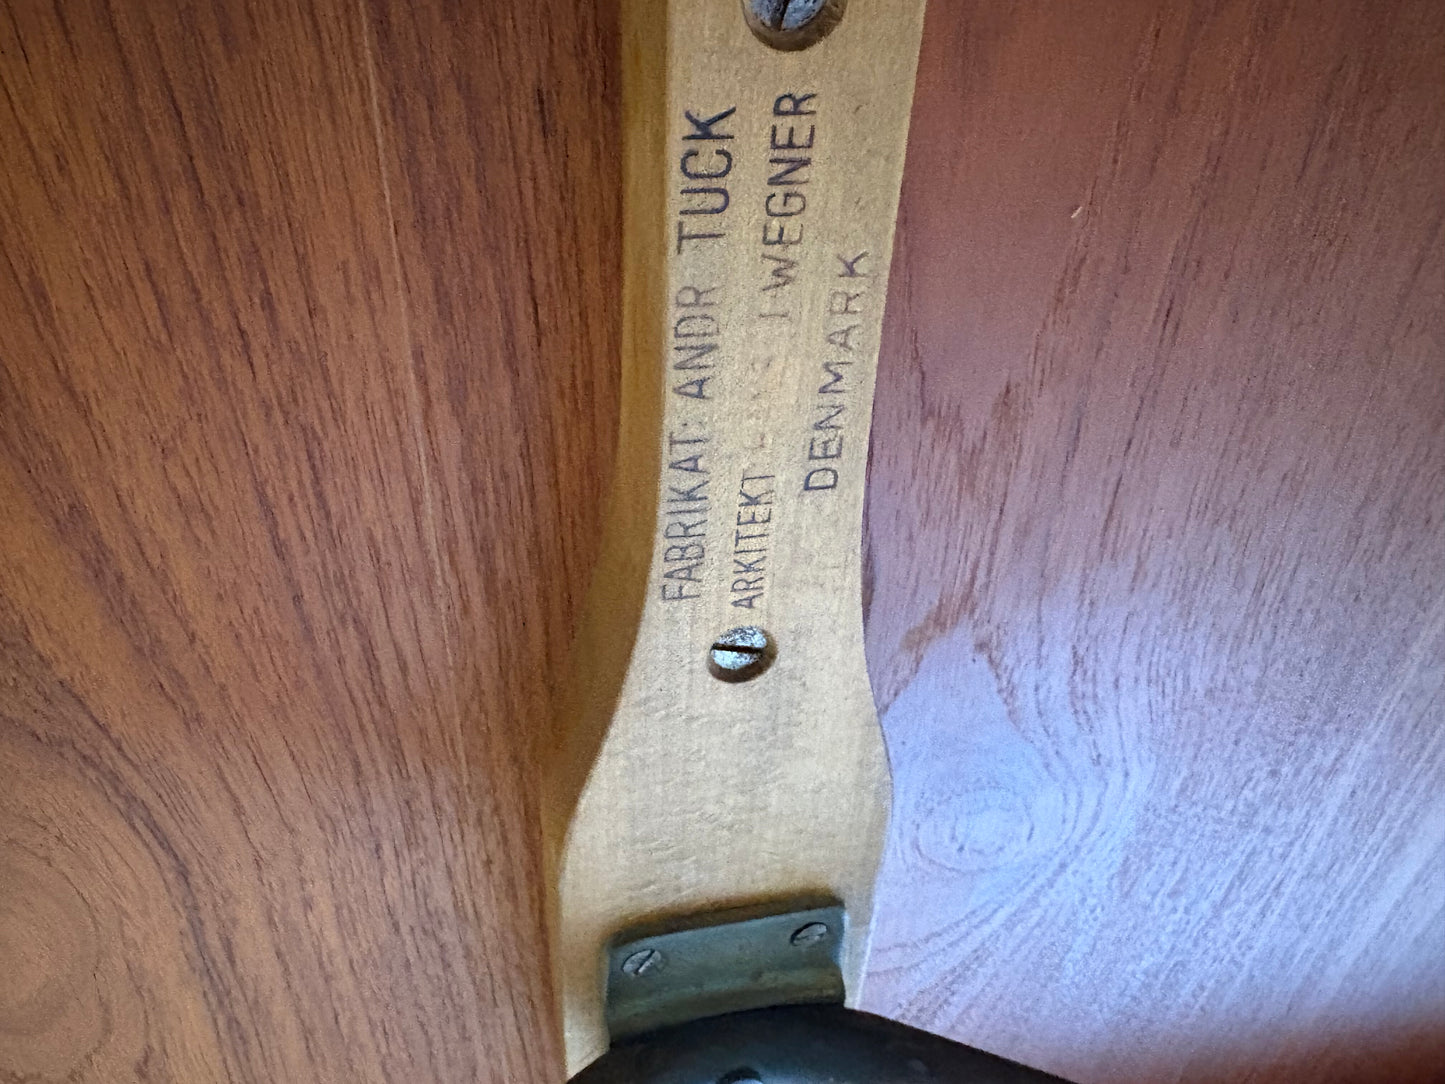 FABRIKAT: ANDR TUCK
ARKITEKT J WEGNER
DENMARK